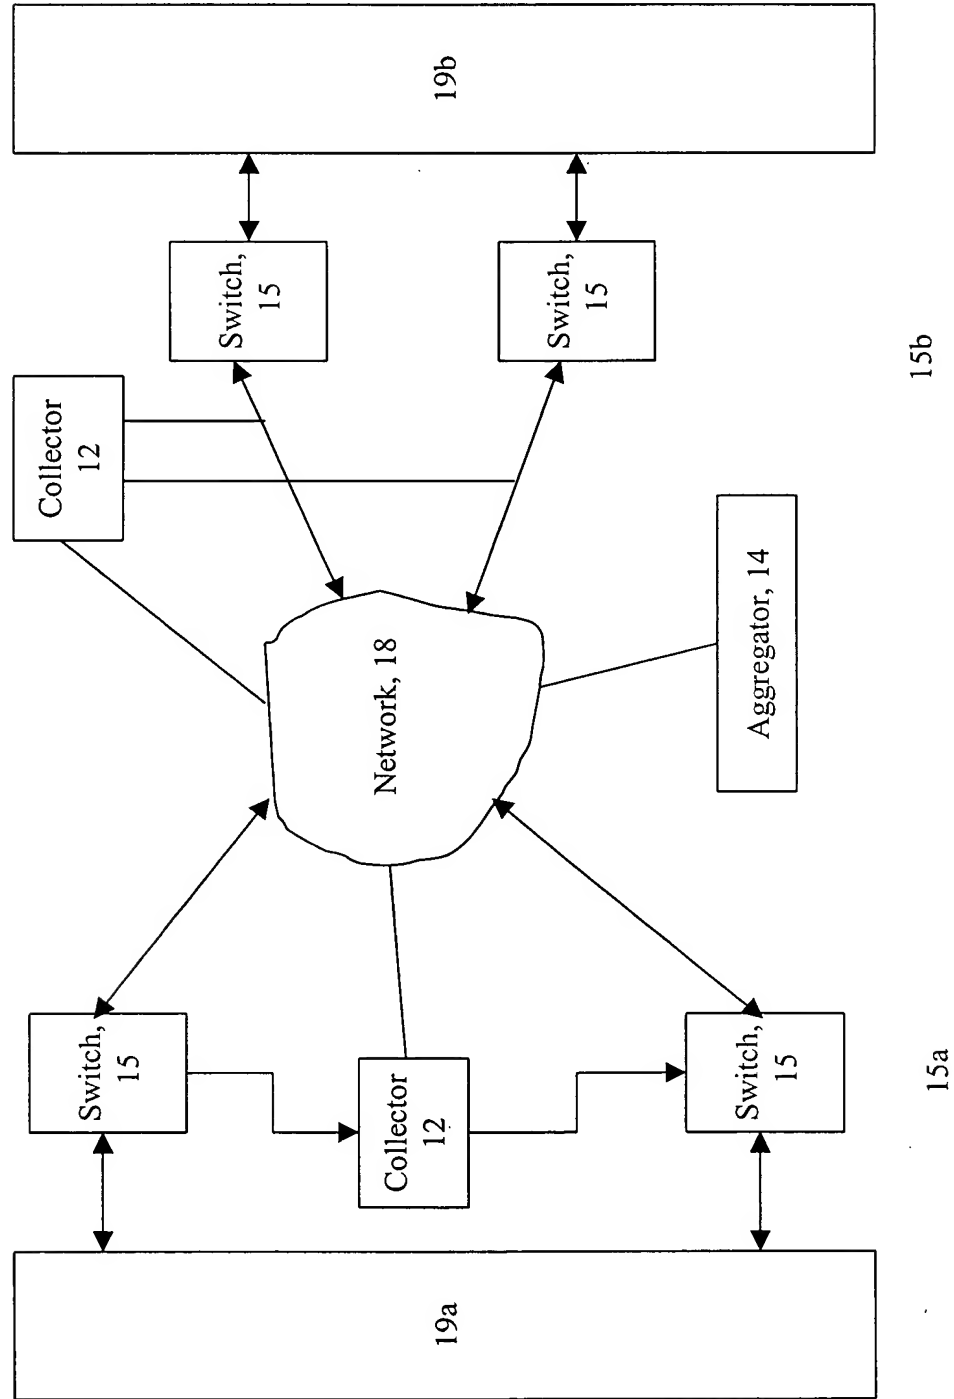 Collector
12
Switch,
15
Switch,
15
19a
Collector
12
Network, 18
19b
Switch,
15
Switch,
15
Aggregator, 14
15a
15b